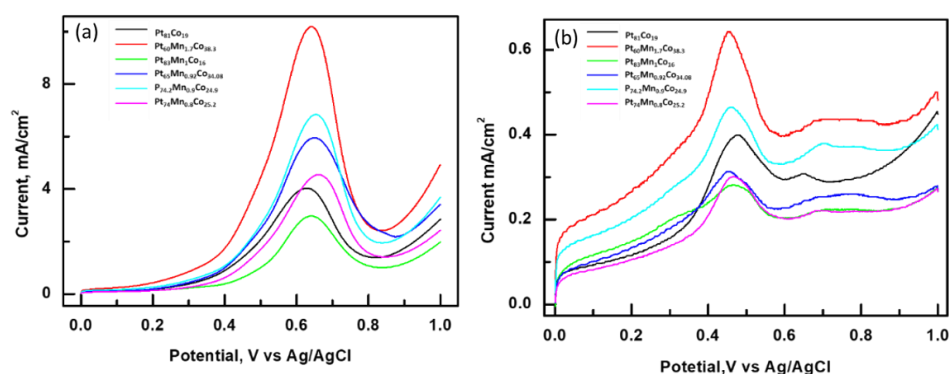 (a)
Pt81Co19
Pt60Mn1.7Co38.3
Pt83Mn1Co16
Pt65Mn0.92Co34.08
P74.2Mn0.9Co24.9
Pt74Mn0.8Co25.2
Current, mA/cm2
8
4
0
0.0 0.2 0.4 0.6 0.8 1.0
Potential, V vs Ag/AgCl
(b)
Pt81Co19
Pt60Mn1.7Co38.3
Pt83Mn1Co16
Pt65Mn0.92Co34.08
P74.2Mn0.9Co24.9
Pt74Mn0.8Co25.2
Current mA/cm2
0.6
0.4
0.2
0.0
0.0 0.2 0.4 0.6 0.8 1.0
Potetial,V vs Ag/AgCl